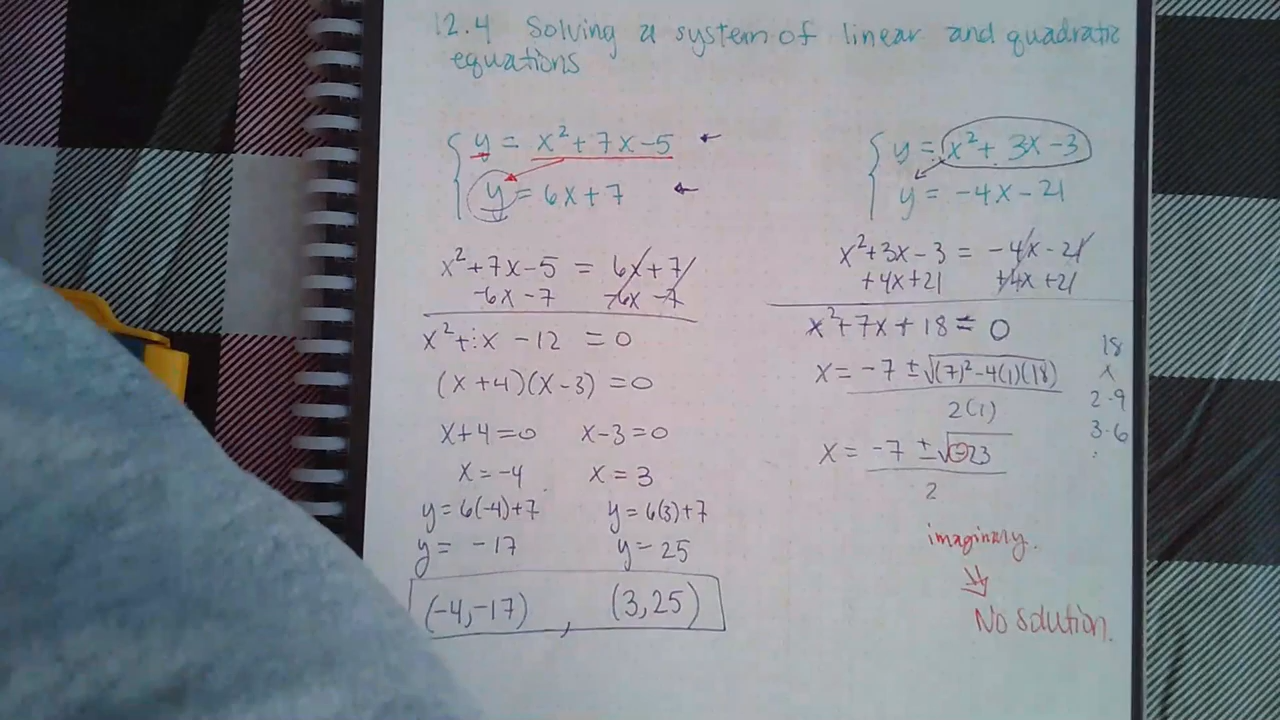 12.4 Solving a system of linear and quadratic
equations
y = x² + 7x - 5 ←
y = 6x + 7 ←
x² + 7x - 5 = 6x + 7
-6x - 7 -6x - 7
x² + x - 12 = 0
(x + 4)(x - 3) = 0
x + 4 = 0 x - 3 = 0
x = -4 x = 3
y = 6(-4) + 7 y = 6(3) + 7
y = -17 y = 25
(-4, -17) , (3, 25)
y = x² + 3x - 3
y = -4x - 21
x² + 3x - 3 = -4x - 21
+4x + 21 +4x + 21
x² + 7x + 18 = 0
x = -7 ± √(7)² - 4(1)(18)
2(1)
x = -7 ± √-23
2
18
2·9
3·6
imaginary.
No solution.